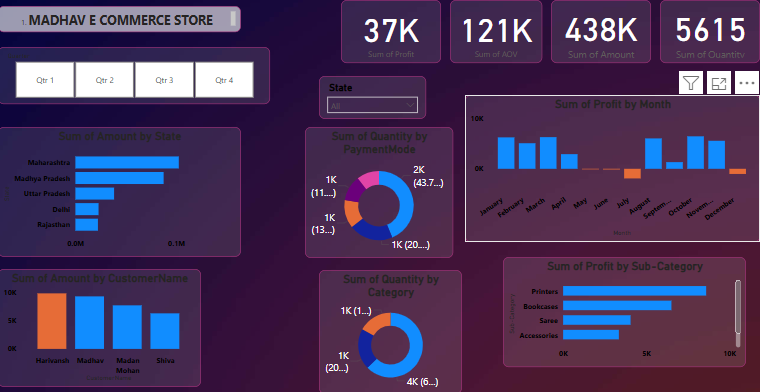 1. MADHAV E COMMERCE STORE
37K
Sum of Profit
121K
Sum of AOV
438K
Sum of Amount
5615
Sum of Quantity
Qtr 1
Qtr 2
Qtr 3
Qtr 4
State
All
Sum of Profit by Month
10K
0K
January
February
March
April
May
June
July
August
Septem...
October
Novem...
December
Month
Sum of Amount by State
Maharashtra
Madhya Pradesh
Uttar Pradesh
Delhi
Rajasthan
0.0M
0.1M
Sum of Quantity by
PaymentMode
2K
(43.7...)
1K
(11....)
1K
(13...)
1K (20....)
Sum of Amount by CustomerName
10K
5K
0K
Harivansh
Madhav
Madan
Mohan
Shiva
Sum of Quantity by
Category
1K (1...)
1K
(20...)
4K (6...)
Sum of Profit by Sub-Category
Sub-Category
Printers
Bookcases
Saree
Accessories
0K
5K
10K